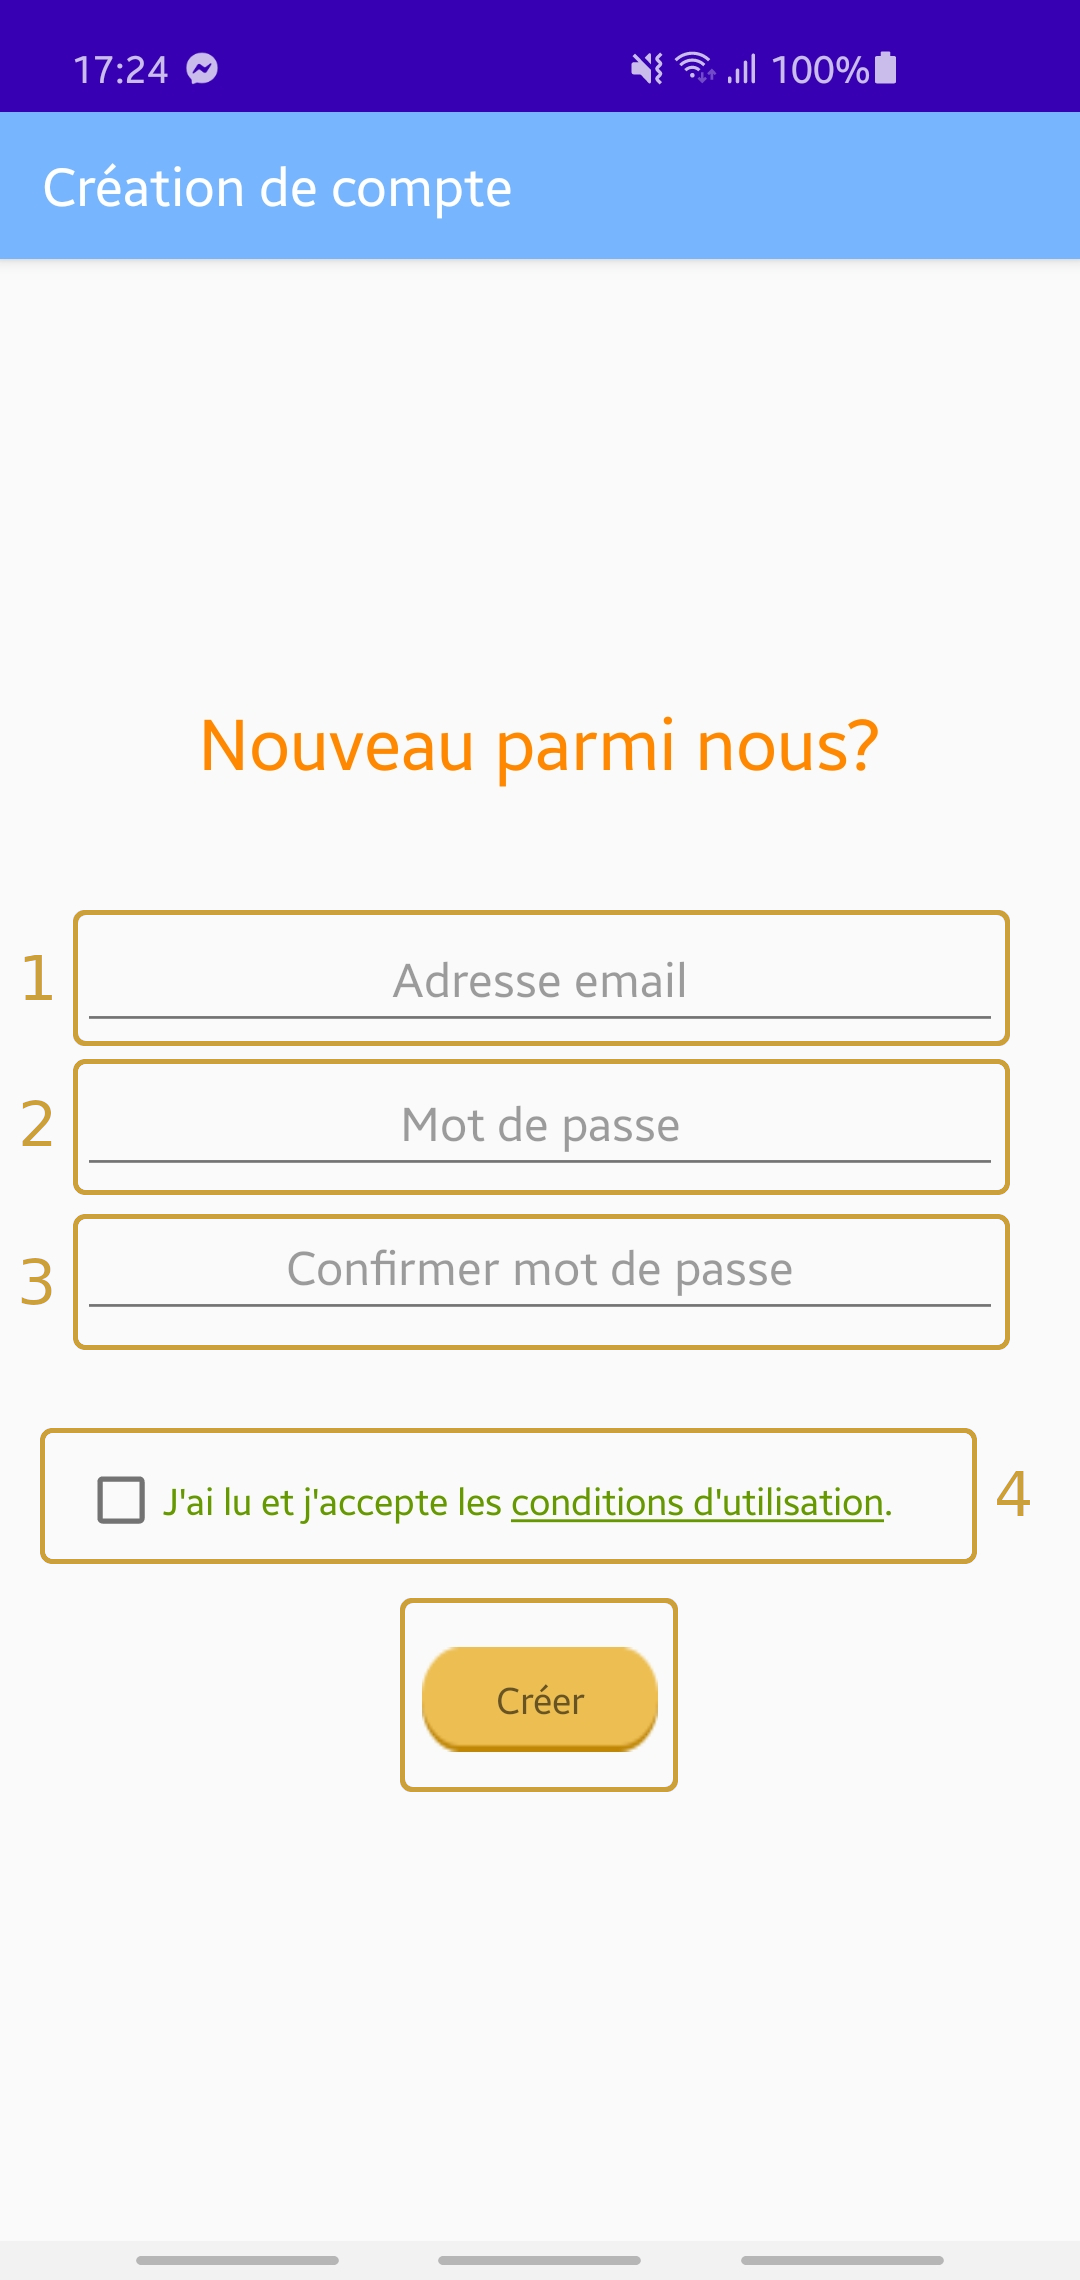 17:24 100%
Création de compte
Nouveau parmi nous?
1 Adresse email
2 Mot de passe
3 Confirmer mot de passe
J'ai lu et j'accepte les conditions d'utilisation. 4
Créer